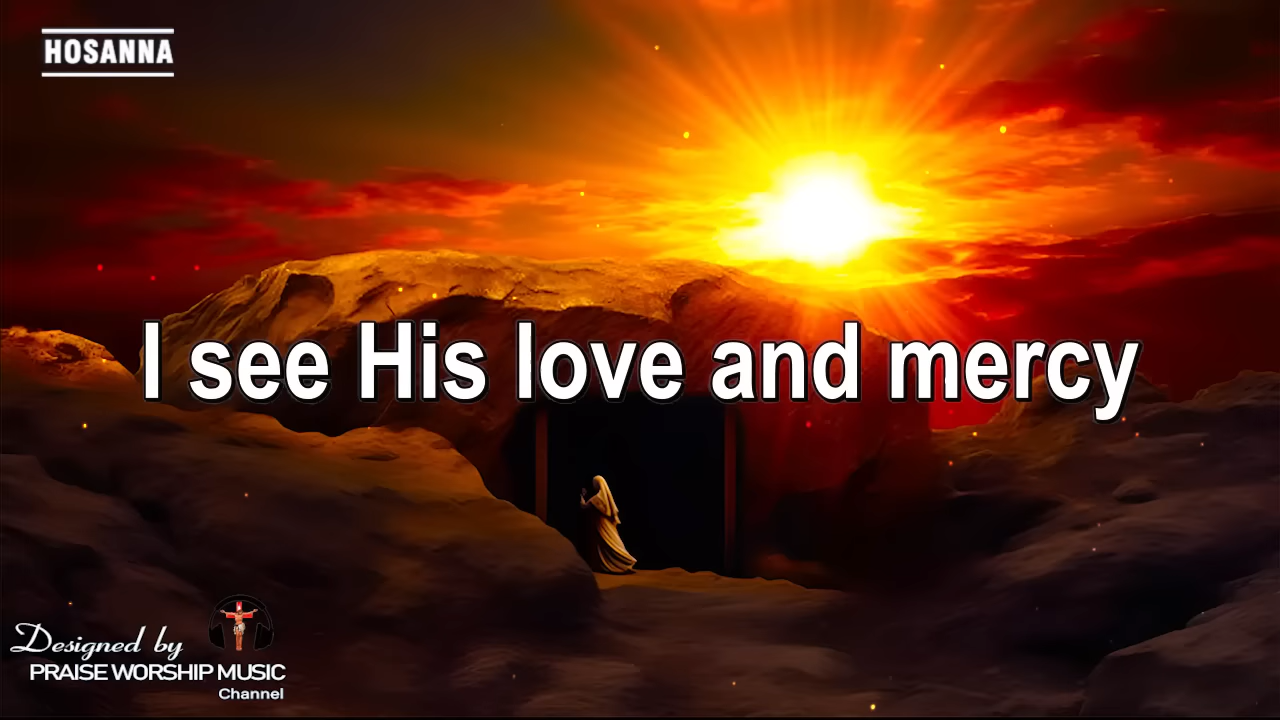 HOSANNA
I see His love and mercy
Designed by
PRAISE WORSHIP MUSIC
Channel